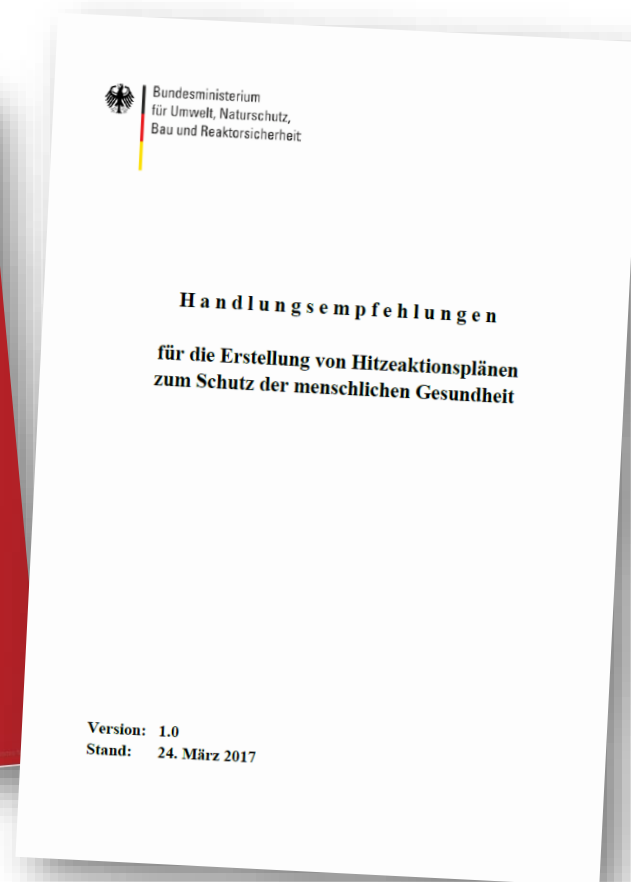 Bundesministerium
für Umwelt, Naturschutz,
Bau und Reaktorsicherheit
Handlungsempfehlungen
für die Erstellung von Hitzeaktionsplänen
zum Schutz der menschlichen Gesundheit
Version: 1.0
Stand: 24. März 2017